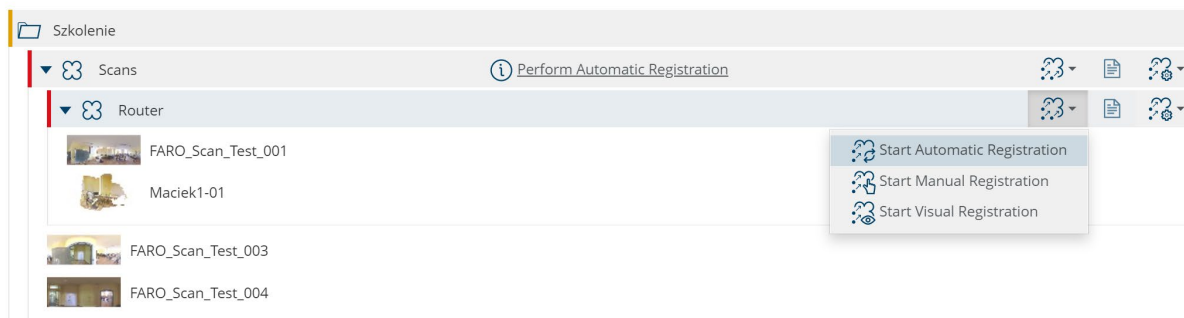 Szkolenie
Scans
Perform Automatic Registration
Router
FARO_Scan_Test_001
Start Automatic Registration
Maciek1-01
Start Manual Registration
Start Visual Registration
FARO_Scan_Test_003
FARO_Scan_Test_004